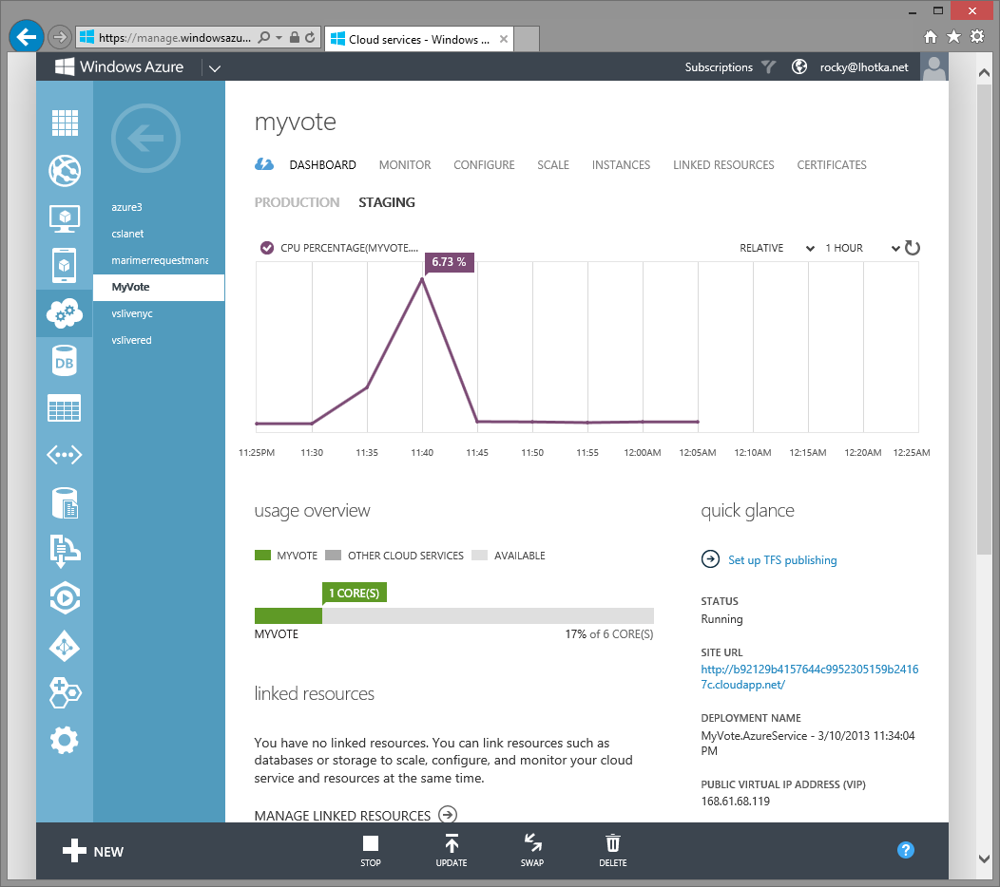 https://manage.windowsazu...
Cloud services - Windows ...
Windows Azure
Subscriptions
rocky@lhotka.net
azure3
cslanet
marimerrequestmana
MyVote
vslivenyc
vslivered
DB
myvote
DASHBOARD MONITOR CONFIGURE SCALE INSTANCES LINKED RESOURCES CERTIFICATES
PRODUCTION STAGING
CPU PERCENTAGE(MYVOTE....
RELATIVE 1 HOUR
6.73 %
11:25PM 11:30 11:35 11:40 11:45 11:50 11:55 12:00AM 12:05AM 12:10AM 12:15AM 12:20AM 12:25AM
usage overview
MYVOTE OTHER CLOUD SERVICES AVAILABLE
1 CORE(S)
MYVOTE 17% of 6 CORE(S)
linked resources
You have no linked resources. You can link resources such as
databases or storage to scale, configure, and monitor your cloud
service and resources at the same time.
MANAGE LINKED RESOURCES
quick glance
Set up TFS publishing
STATUS
Running
SITE URL
http://b92129b4157644c9952305159b2416
7c.cloudapp.net/
DEPLOYMENT NAME
MyVote.AzureService - 3/10/2013 11:34:04
PM
PUBLIC VIRTUAL IP ADDRESS (VIP)
168.61.68.119
NEW
STOP UPDATE SWAP DELETE
?